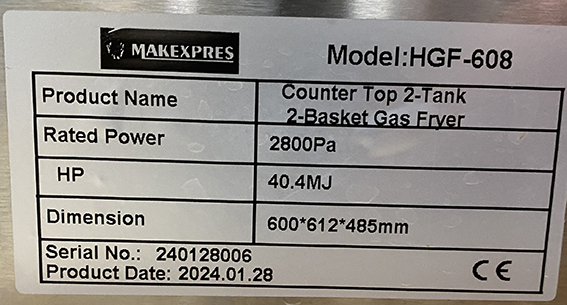 MAKEXPRES Model:HGF-608
Product Name Counter Top 2-Tank
2-Basket Gas Fryer
Rated Power 2800Pa
HP 40.4MJ
Dimension 600*612*485mm
Serial No.: 240128006
Product Date: 2024.01.28 CE